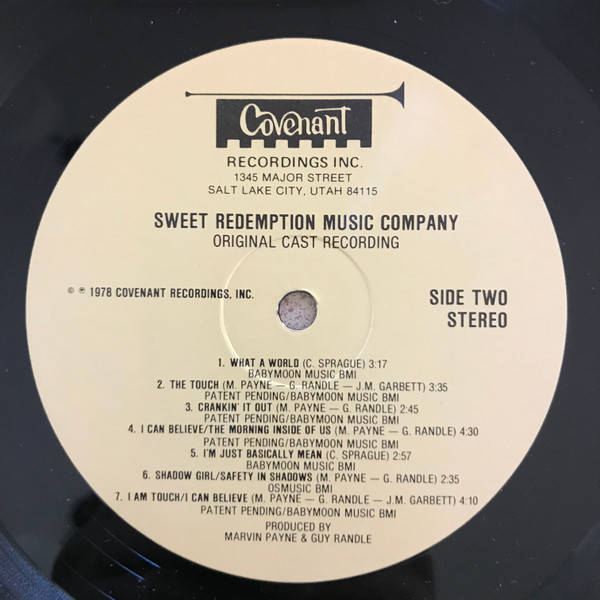 Covenant
RECORDINGS INC.
1345 MAJOR STREET
SALT LAKE CITY, UTAH 84115
SWEET REDEMPTION MUSIC COMPANY
ORIGINAL CAST RECORDING
© ℗ 1978 COVENANT RECORDINGS, INC.
SIDE TWO
STEREO
1. WHAT A WORLD (C. SPRAGUE) 3:17
BABYMOON MUSIC BMI
2. THE TOUCH (M. PAYNE — G. RANDLE — J.M. GARBETT) 3:35
PATENT PENDING/BABYMOON MUSIC BMI
3. CRANKIN' IT OUT (M. PAYNE — G. RANDLE) 2:45
PATENT PENDING/BABYMOON MUSIC BMI
4. I CAN BELIEVE/THE MORNING INSIDE OF US (M. PAYNE — G. RANDLE) 4:30
PATENT PENDING/BABYMOON MUSIC BMI
5. I'M JUST BASICALLY MEAN (C. SPRAGUE) 2:57
BABYMOON MUSIC BMI
6. SHADOW GIRL/SAFETY IN SHADOWS (M. PAYNE — G. RANDLE) 2:35
OSMUSIC BMI
7. I AM TOUCH/I CAN BELIEVE (M. PAYNE — G. RANDLE — J.M. GARBETT) 4:10
PATENT PENDING/BABYMOON MUSIC BMI
PRODUCED BY
MARVIN PAYNE & GUY RANDLE